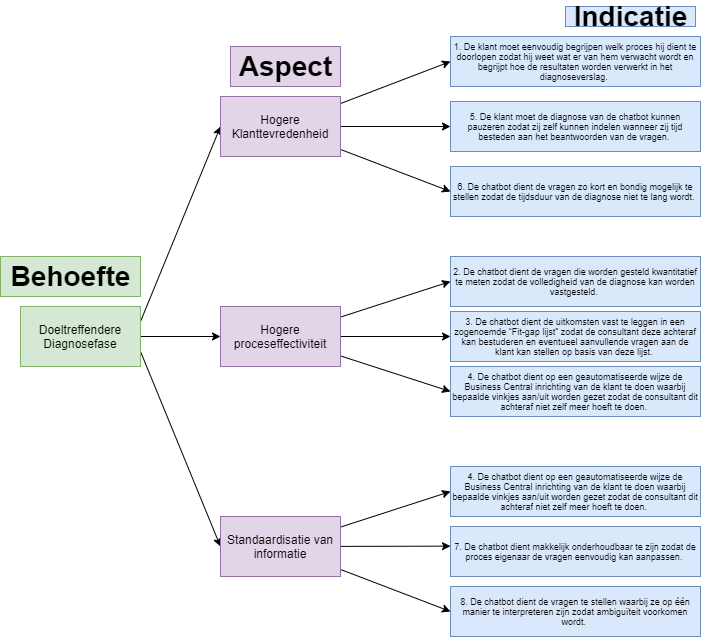 Indicatie
Aspect
Behoefte
Doeltreffendere
Diagnosefase
Hogere
Klanttevredenheid
1. De klant moet eenvoudig begrijpen welk proces hij dient te
doorlopen zodat hij weet wat er van hem verwacht wordt en
begrijpt hoe de resultaten worden verwerkt in het
diagnoseverslag.
5. De klant moet de diagnose van de chatbot kunnen
pauzeren zodat zij zelf kunnen indelen wanneer zij tijd
besteden aan het beantwoorden van de vragen.
6. De chatbot dient de vragen zo kort en bondig mogelijk te
stellen zodat de tijdsduur van de diagnose niet te lang wordt.
Hogere
proceseffectiviteit
2. De chatbot dient de vragen die worden gesteld kwantitatief
te meten zodat de volledigheid van de diagnose kan worden
vastgesteld.
3. De chatbot dient de uitkomsten vast te leggen in een
zogenoemde "Fit-gap lijst" zodat de consultant deze achteraf
kan bestuderen en eventueel aanvullende vragen aan de
klant kan stellen op basis van deze lijst.
4. De chatbot dient op een geautomatiseerde wijze de
Business Central inrichting van de klant te doen waarbij
bepaalde vinkjes aan/uit worden gezet zodat de consultant dit
achteraf niet zelf meer hoeft te doen.
Standaardisatie van
informatie
4. De chatbot dient op een geautomatiseerde wijze de
Business Central inrichting van de klant te doen waarbij
bepaalde vinkjes aan/uit worden gezet zodat de consultant dit
achteraf niet zelf meer hoeft te doen.
7. De chatbot dient makkelijk onderhoudbaar te zijn zodat de
proces eigenaar de vragen eenvoudig kan aanpassen.
8. De chatbot dient de vragen te stellen waarbij ze op één
manier te interpreteren zijn zodat ambiguïteit voorkomen
wordt.